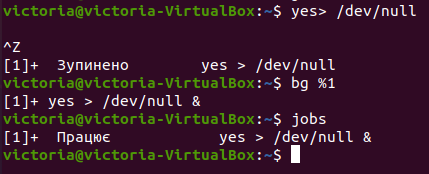 victoria@victoria-VirtualBox:~$ yes> /dev/null
^Z
[1]+  Зупинено          yes > /dev/null
victoria@victoria-VirtualBox:~$ bg %1
[1]+ yes > /dev/null &
victoria@victoria-VirtualBox:~$ jobs
[1]+  Працює              yes > /dev/null &
victoria@victoria-VirtualBox:~$